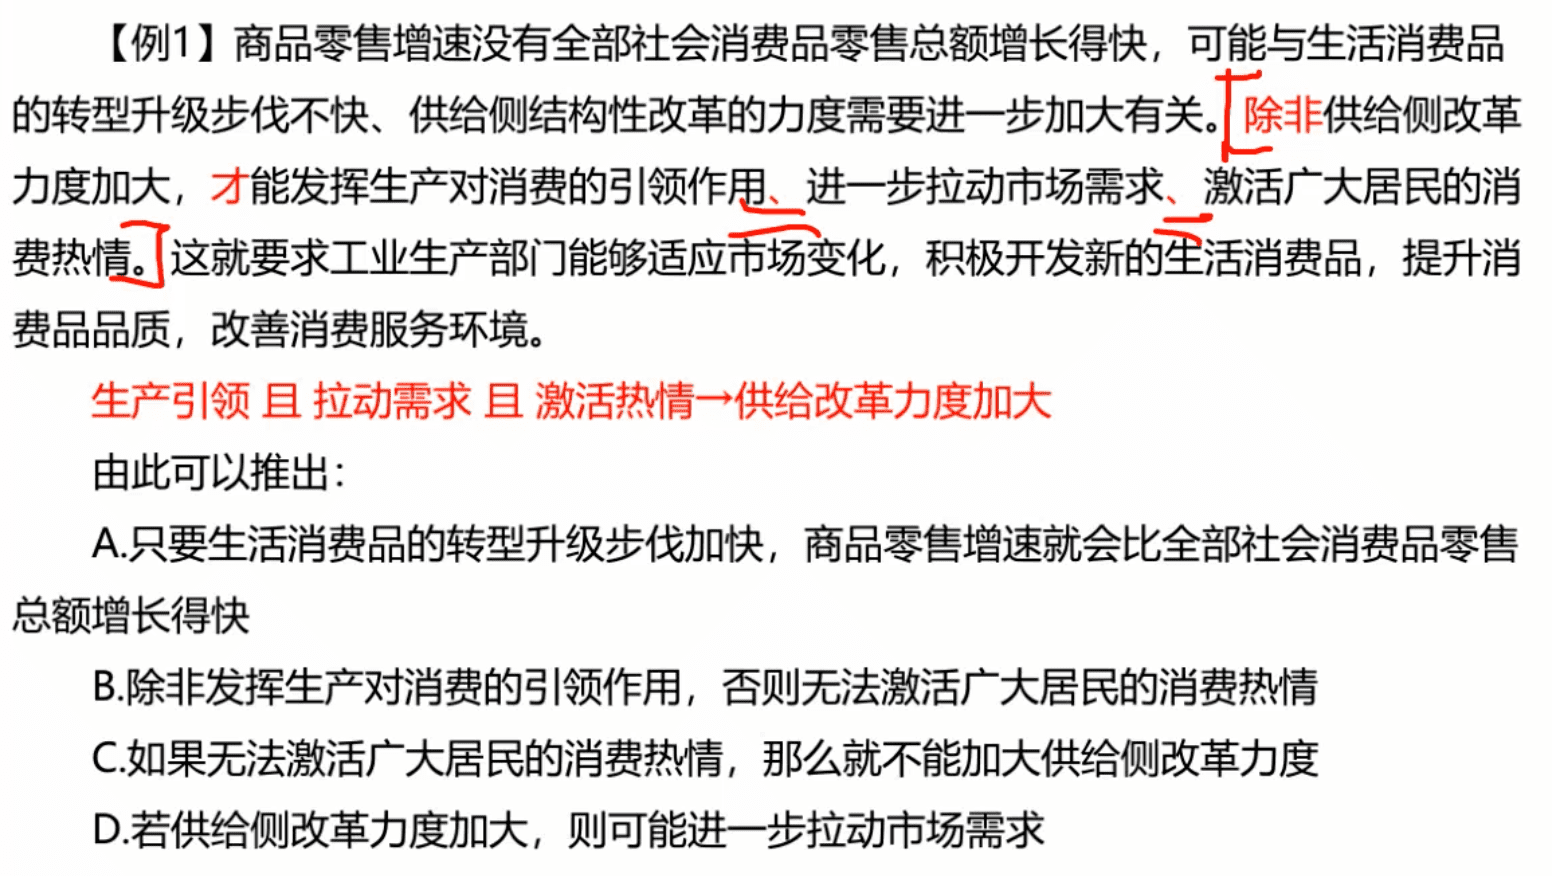 【例1】商品零售增速没有全部社会消费品零售总额增长得快，可能与生活消费品
的转型升级步伐不快、供给侧结构性改革的力度需要进一步加大有关。除非供给侧改革
力度加大，才能发挥生产对消费的引领作用、进一步拉动市场需求、激活广大居民的消
费热情。这就要求工业生产部门能够适应市场变化，积极开发新的生活消费品，提升消
费品品质，改善消费服务环境。
生产引领 且 拉动需求 且 激活热情→供给改革力度加大
由此可以推出：
A.只要生活消费品的转型升级步伐加快，商品零售增速就会比全部社会消费品零售
总额增长得快
B.除非发挥生产对消费的引领作用，否则无法激活广大居民的消费热情
C.如果无法激活广大居民的消费热情，那么就不能加大供给侧改革力度
D.若供给侧改革力度加大，则可能进一步拉动市场需求